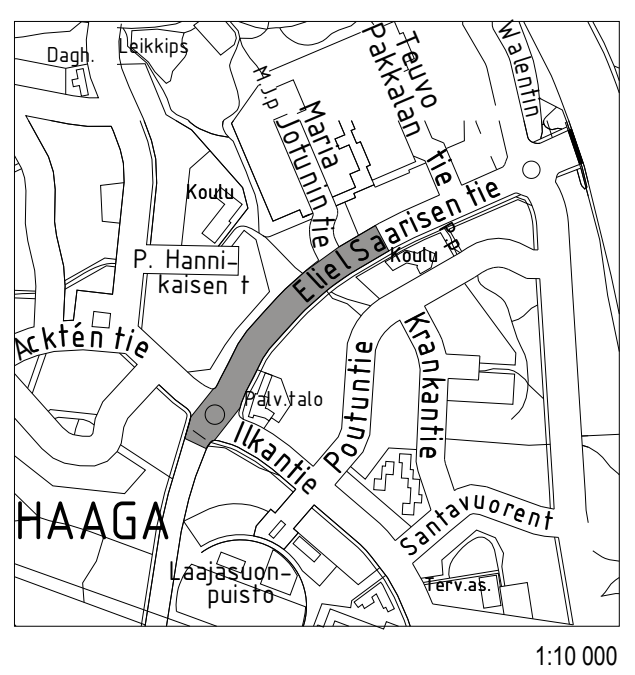 Dagh.
Leikkips
M j.p
Maria
Jotunin tie
Teuvo
Pakkalan tie
Walentin
Koulu
Eliel Saarisen tie
P. Hanni-
kaisen t
Koulu
P.P
Acktén tie
Palv.talo
Poutuntie
Krankantie
Ilkantie
HAAGA
Santavuorent
Laajasuon-
puisto
Terv.as.
1:10 000